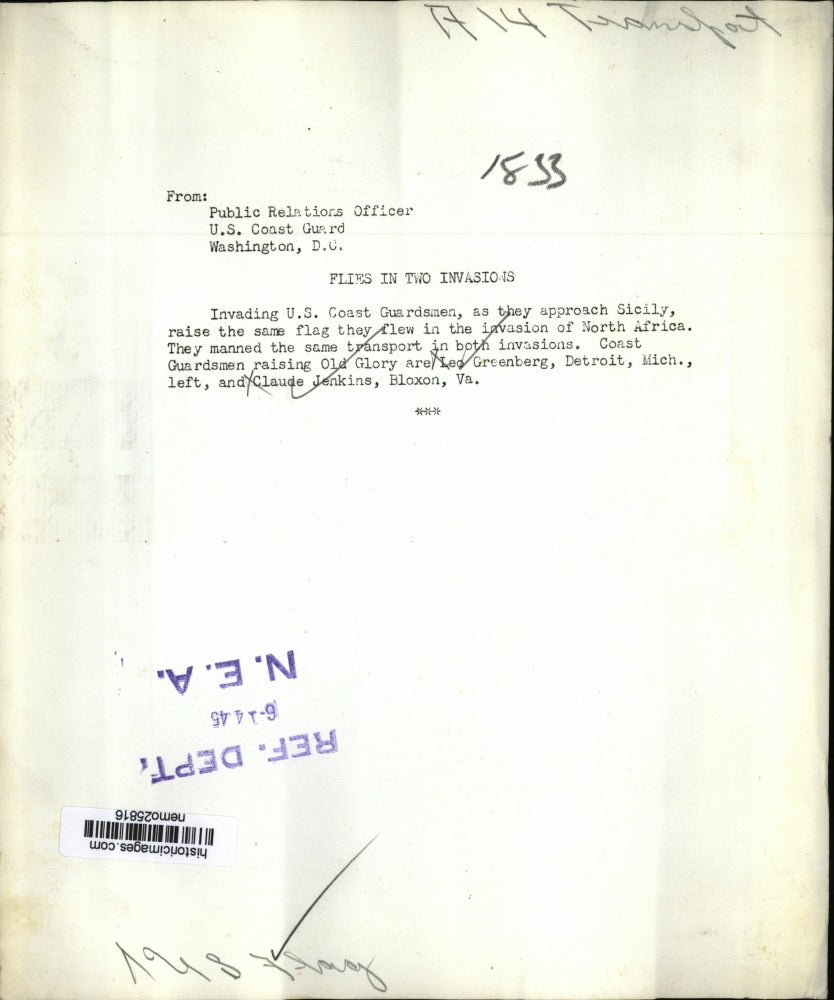 1833
From:
Public Relations Officer
U.S. Coast Guard
Washington, D.C.
FLIES IN TWO INVASIONS
Invading U.S. Coast Guardsmen, as they approach Sicily,
raise the same flag they flew in the invasion of North Africa.
They manned the same transport in both invasions. Coast
Guardsmen raising Old Glory are Leo Greenberg, Detroit, Mich.,
left, and Claude Jenkins, Bloxon, Va.
***
N.E.A.
6-14 45
REF. DEPT.
nemo25816
historicimages.com
Flag